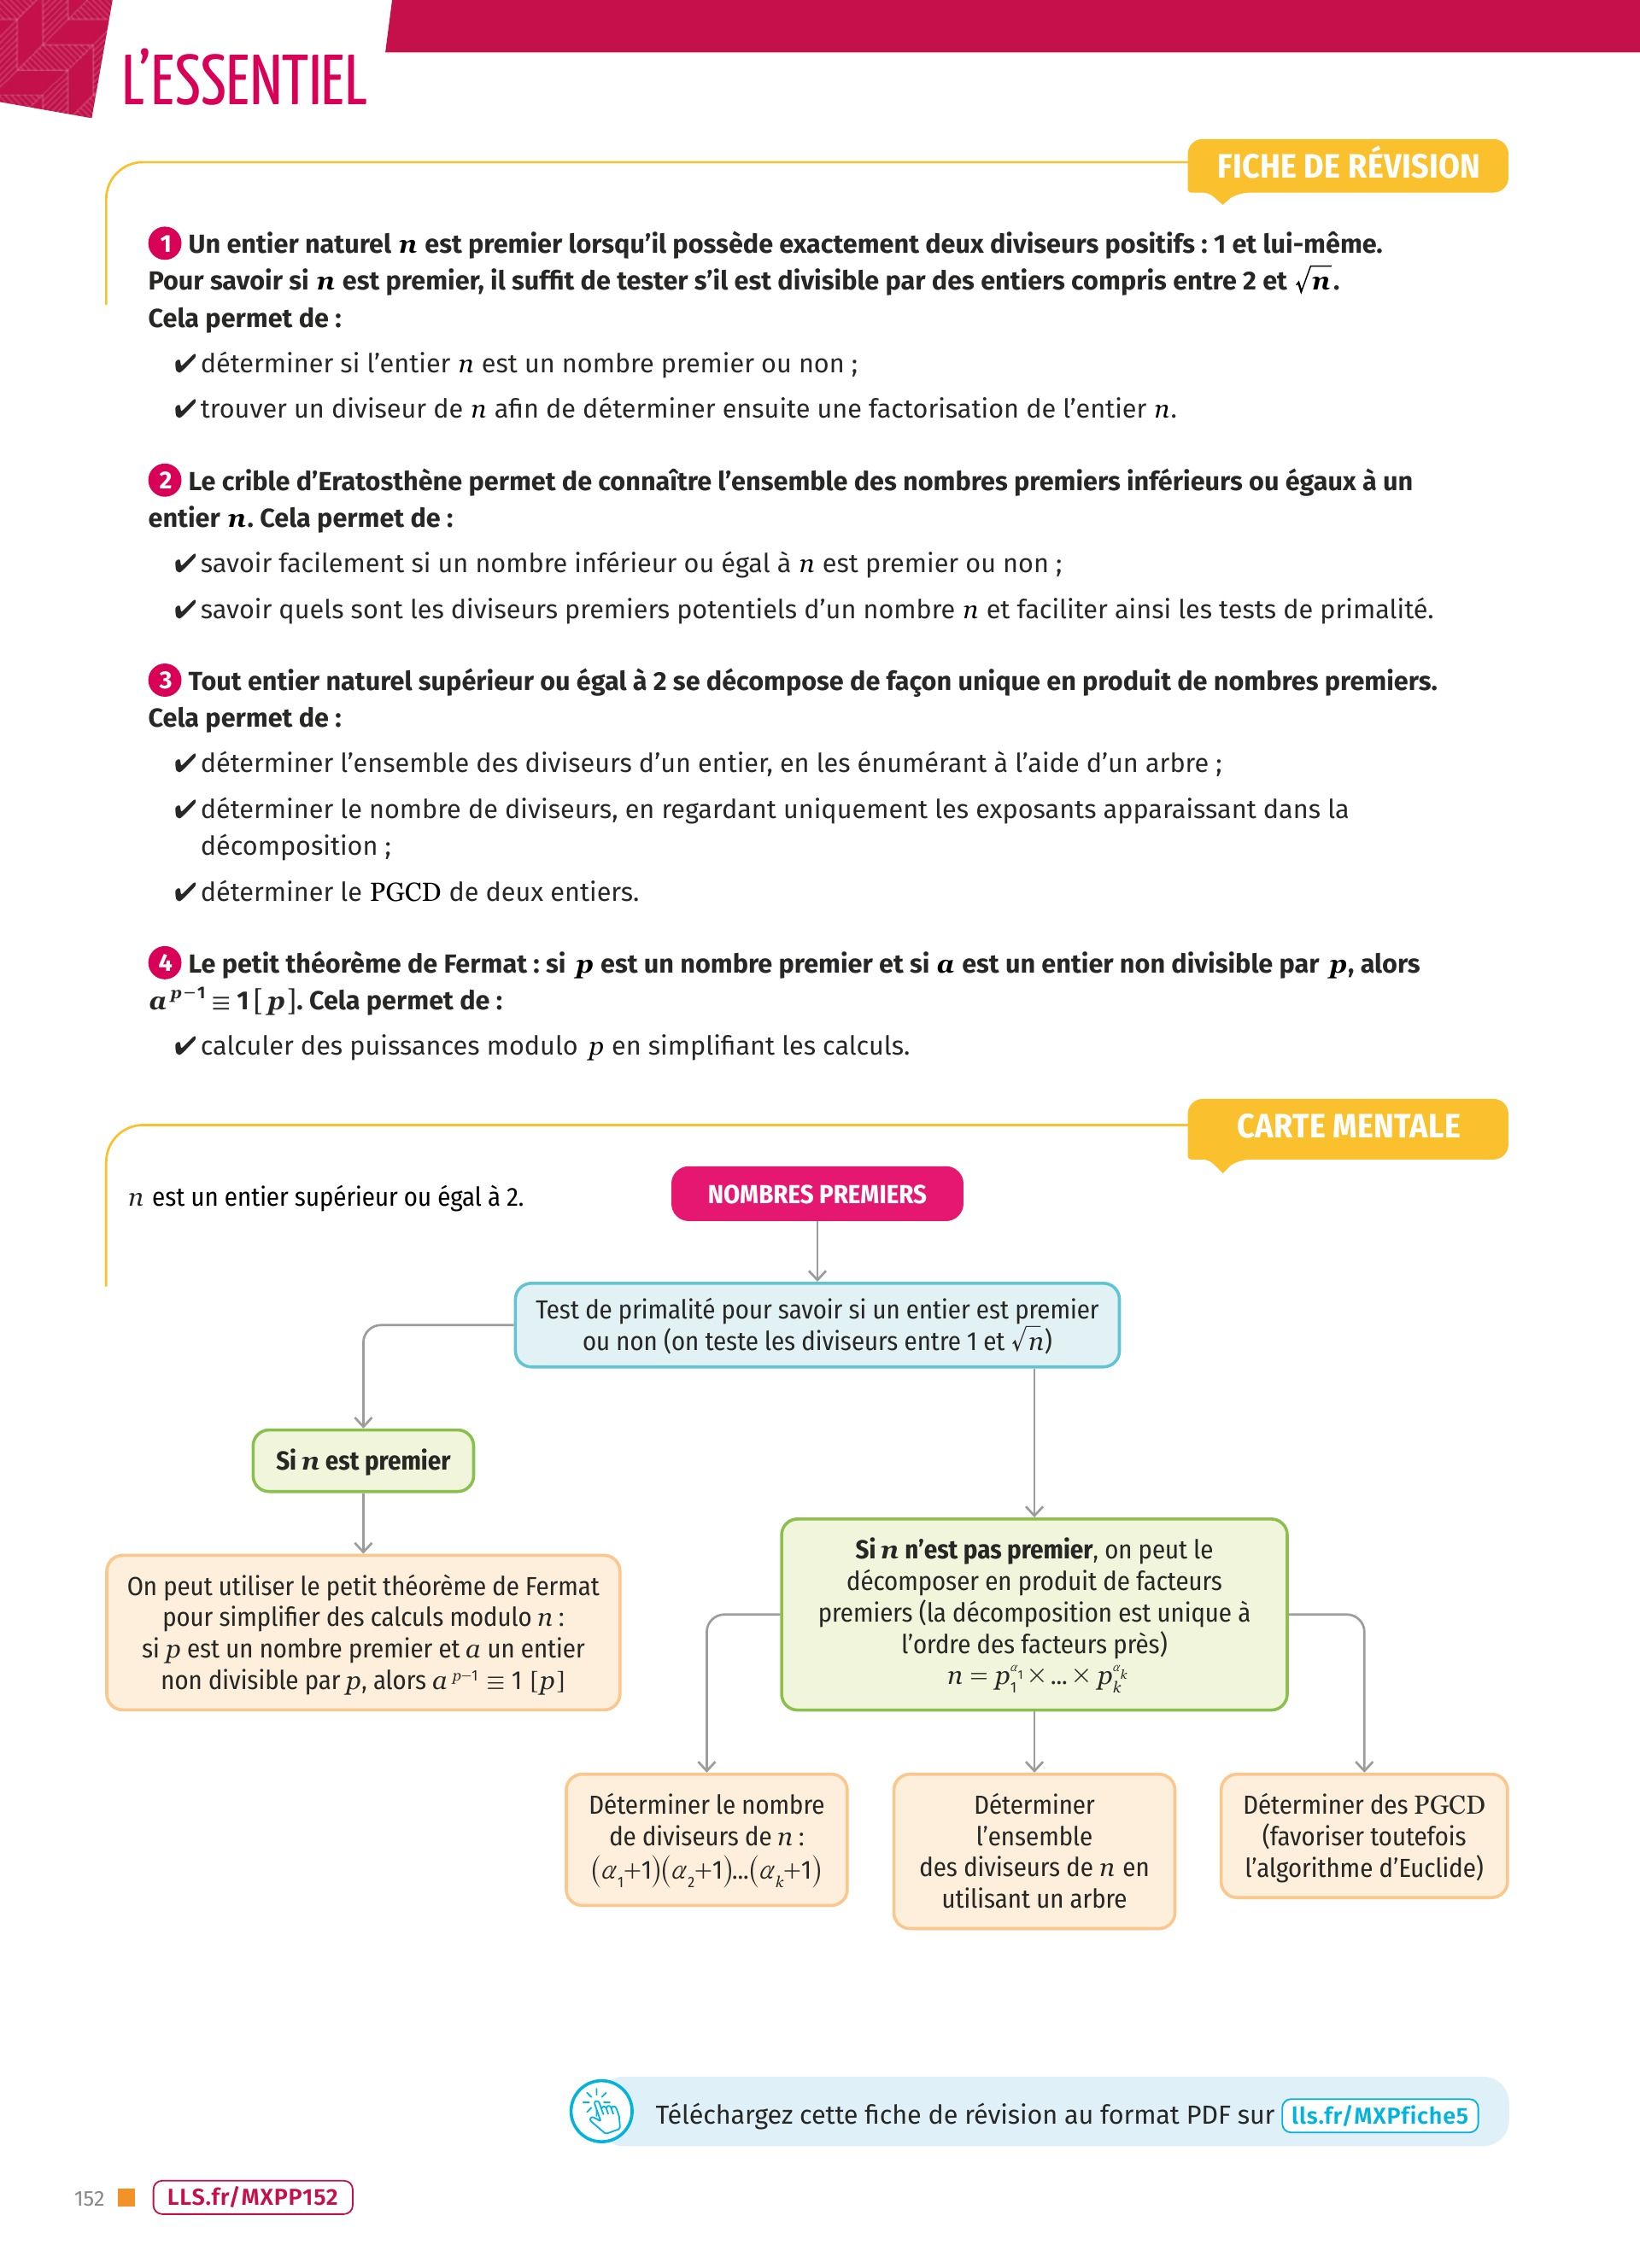 L'ESSENTIEL
FICHE DE RÉVISION
1 Un entier naturel n est premier lorsqu'il possède exactement deux diviseurs positifs : 1 et lui-même.
Pour savoir si n est premier, il suffit de tester s'il est divisible par des entiers compris entre 2 et √n.
Cela permet de :
✔ déterminer si l'entier n est un nombre premier ou non ;
✔ trouver un diviseur de n afin de déterminer ensuite une factorisation de l'entier n.
2 Le crible d'Eratosthène permet de connaître l'ensemble des nombres premiers inférieurs ou égaux à un
entier n. Cela permet de :
✔ savoir facilement si un nombre inférieur ou égal à n est premier ou non ;
✔ savoir quels sont les diviseurs premiers potentiels d'un nombre n et faciliter ainsi les tests de primalité.
3 Tout entier naturel supérieur ou égal à 2 se décompose de façon unique en produit de nombres premiers.
Cela permet de :
✔ déterminer l'ensemble des diviseurs d'un entier, en les énumérant à l'aide d'un arbre ;
✔ déterminer le nombre de diviseurs, en regardant uniquement les exposants apparaissant dans la
décomposition ;
✔ déterminer le PGCD de deux entiers.
4 Le petit théorème de Fermat : si p est un nombre premier et si a est un entier non divisible par p, alors
a^{p−1} ≡ 1 [p]. Cela permet de :
✔ calculer des puissances modulo p en simplifiant les calculs.
CARTE MENTALE
n est un entier supérieur ou égal à 2.
NOMBRES PREMIERS
Test de primalité pour savoir si un entier est premier
ou non (on teste les diviseurs entre 1 et √n)
Si n est premier
On peut utiliser le petit théorème de Fermat
pour simplifier des calculs modulo n :
si p est un nombre premier et a un entier
non divisible par p, alors a^{p−1} ≡ 1 [p]
Si n n'est pas premier, on peut le
décomposer en produit de facteurs
premiers (la décomposition est unique à
l'ordre des facteurs près)
n = p_1^{α_1} × ... × p_k^{α_k}
Déterminer le nombre
de diviseurs de n :
(α_1+1)(α_2+1)...(α_k+1)
Déterminer
l'ensemble
des diviseurs de n en
utilisant un arbre
Déterminer des PGCD
(favoriser toutefois
l'algorithme d'Euclide)
Téléchargez cette fiche de révision au format PDF sur lls.fr/MXPfiche5
152 LLS.fr/MXPP152